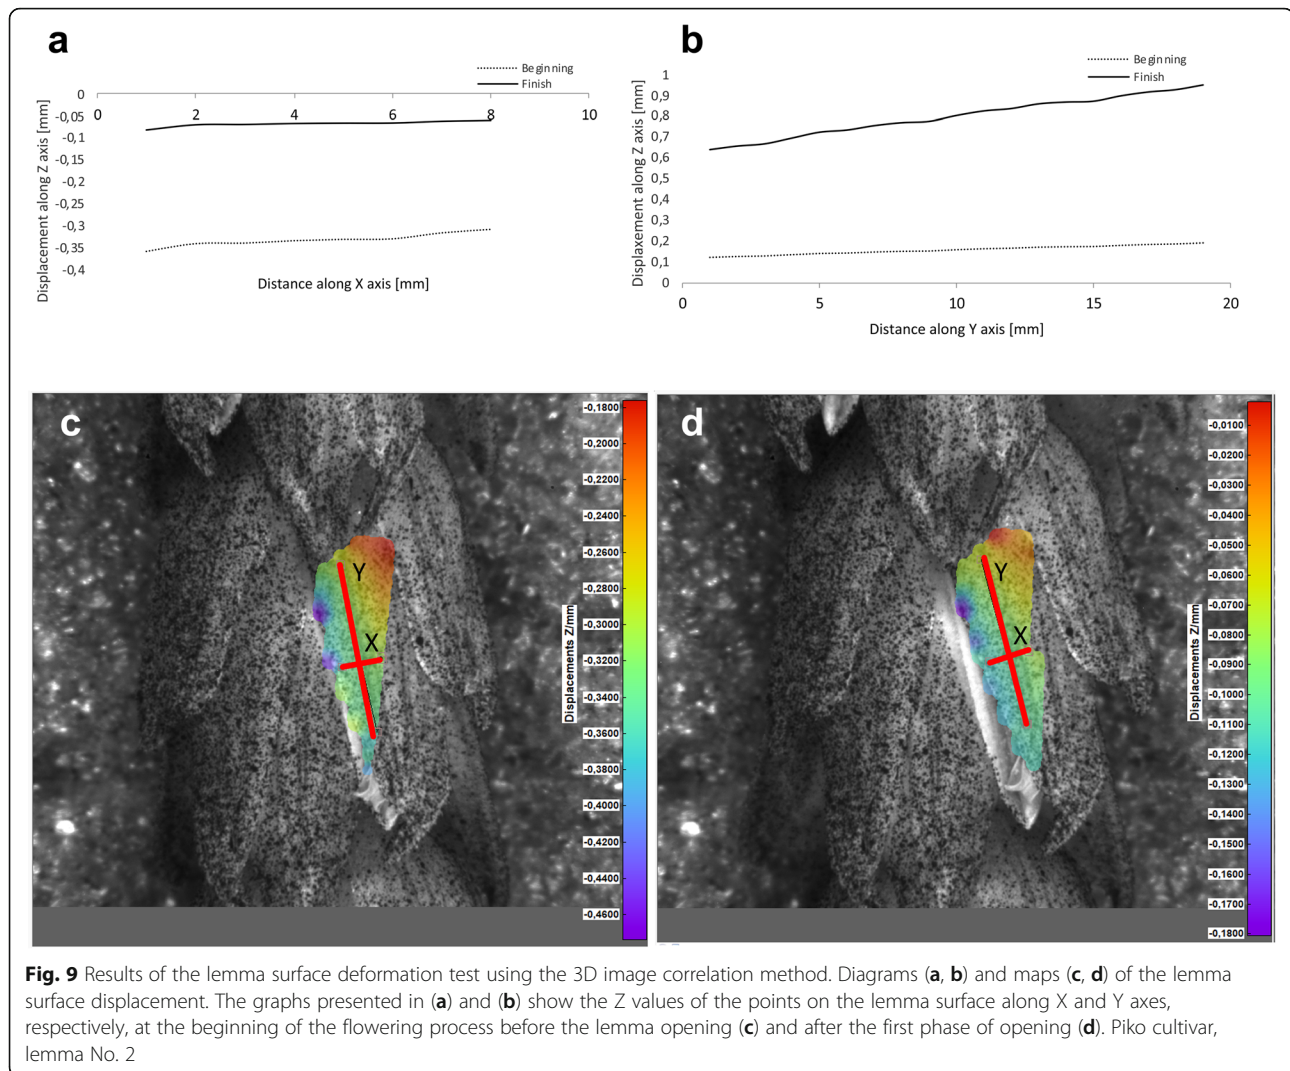 a
Beginning
Finish
0
-0,05
-0,1
-0,15
-0,2
-0,25
-0,3
-0,35
-0,4
0 2 4 6 8 10
Displacement along Z axis [mm]
Distance along X axis [mm]
b
Beginning
Finish
1
0,9
0,8
0,7
0,6
0,5
0,4
0,3
0,2
0,1
0
0 5 10 15 20
Displaxement along Z axis [mm]
Distance along Y axis [mm]
c
Y
X
-0,1800
-0,2000
-0,2200
-0,2400
-0,2600
-0,2800
-0,3000
-0,3200
-0,3400
-0,3600
-0,3800
-0,4000
-0,4200
-0,4400
-0,4600
Displacements Z/mm
d
Y
X
-0,0100
-0,0200
-0,0300
-0,0400
-0,0500
-0,0600
-0,0700
-0,0800
-0,0900
-0,1000
-0,1100
-0,1200
-0,1300
-0,1400
-0,1500
-0,1600
-0,1700
-0,1800
Displacements Z/mm
Fig. 9 Results of the lemma surface deformation test using the 3D image correlation method. Diagrams (a, b) and maps (c, d) of the lemma
surface displacement. The graphs presented in (a) and (b) show the Z values of the points on the lemma surface along X and Y axes,
respectively, at the beginning of the flowering process before the lemma opening (c) and after the first phase of opening (d). Piko cultivar,
lemma No. 2